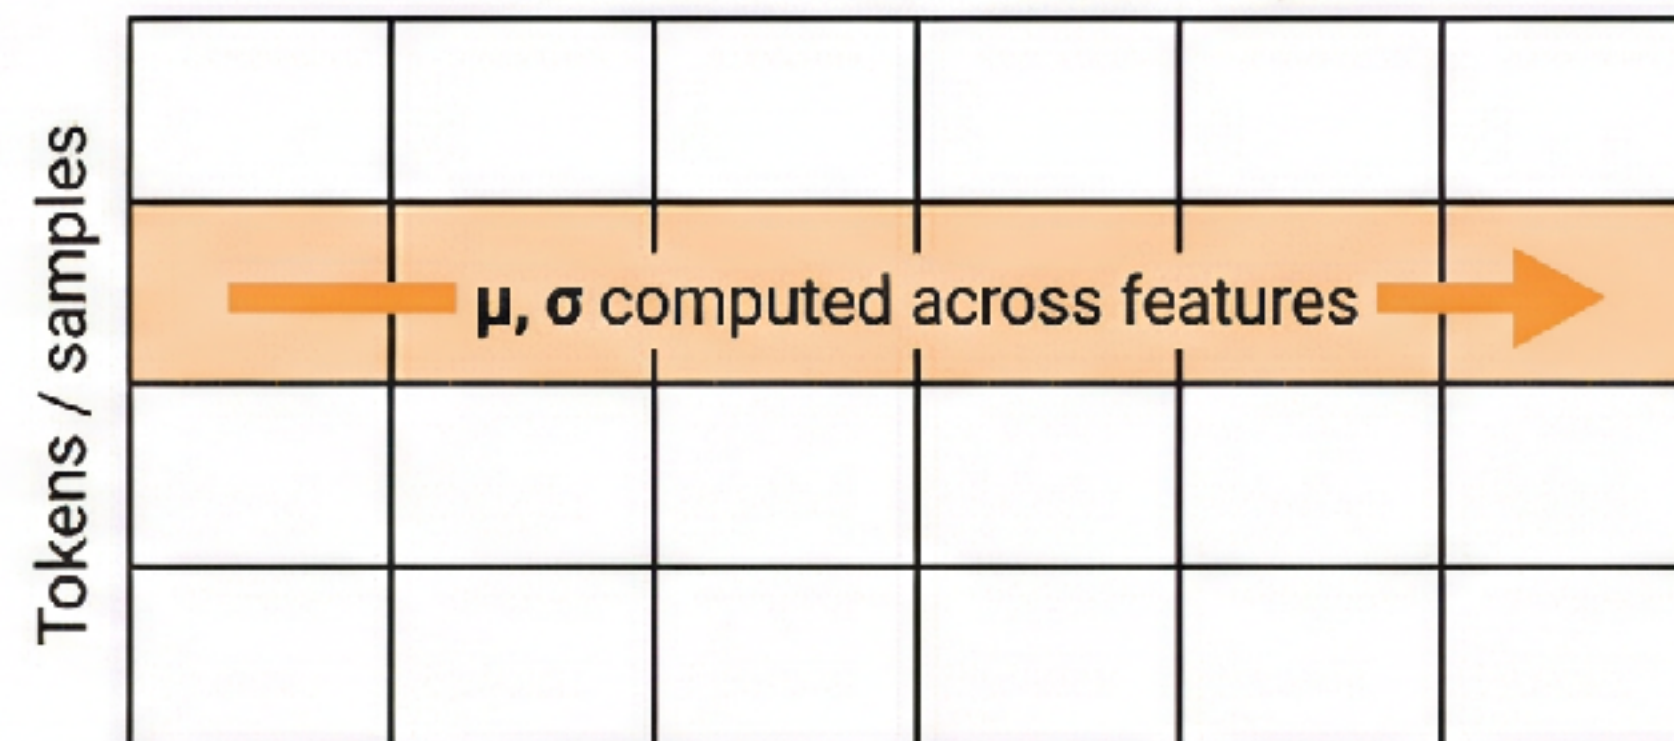 Tokens / samples
μ, σ computed across features